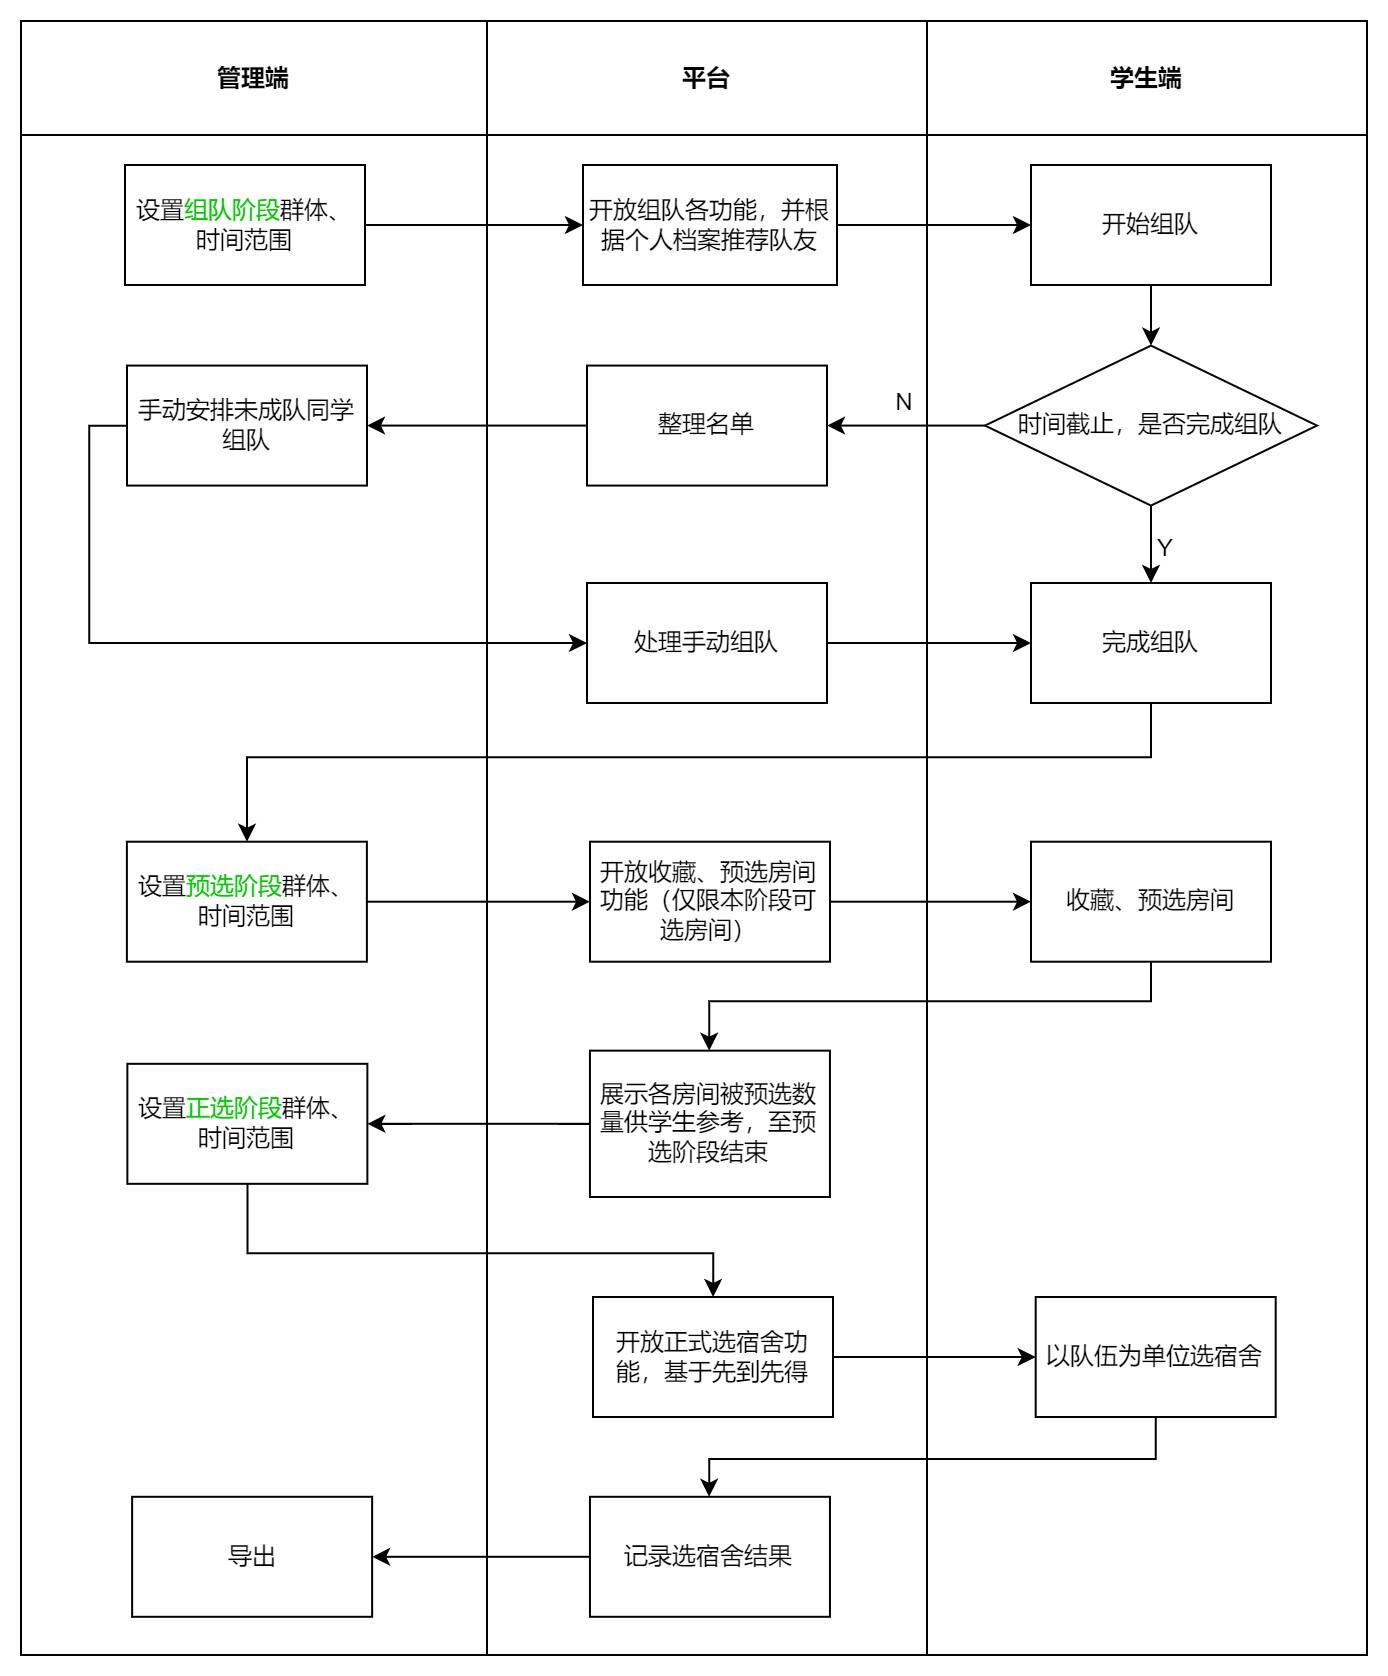 管理端
平台
学生端
设置组队阶段群体、
时间范围
开放组队各功能，并根
据个人档案推荐队友
开始组队
手动安排未成队同学
组队
整理名单
N
时间截止，是否完成组队
Y
处理手动组队
完成组队
设置预选阶段群体、
时间范围
开放收藏、预选房间
功能（仅限本阶段可
选房间）
收藏、预选房间
设置正选阶段群体、
时间范围
展示各房间被预选数
量供学生参考，至预
选阶段结束
开放正式选宿舍功
能，基于先到先得
以队伍为单位选宿舍
导出
记录选宿舍结果